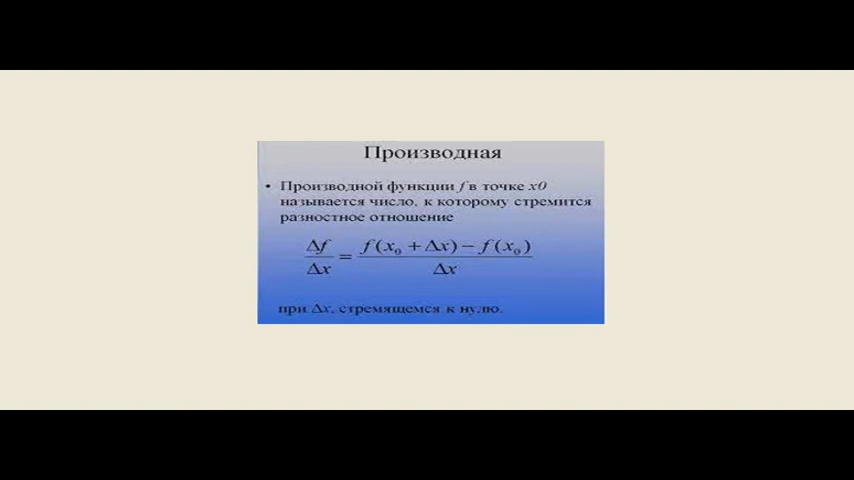 Производная
• Производной функции f в точке x0
называется число, к которому стремится
разностное отношение
Δf/Δx = (f(x₀ + Δx) − f(x₀))/Δx
при Δx, стремящемся к нулю.